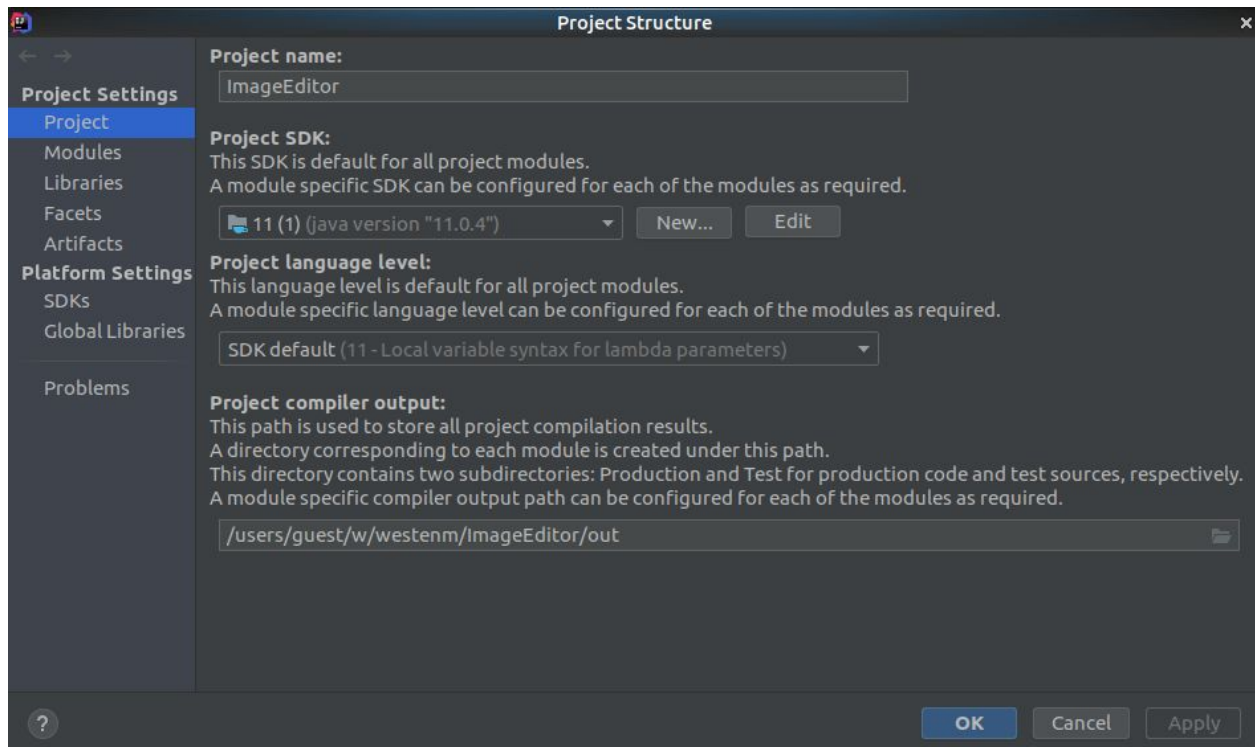 Project Structure
Project Settings
Project
Modules
Libraries
Facets
Artifacts
Platform Settings
SDKs
Global Libraries
Problems
Project name:
ImageEditor
Project SDK:
This SDK is default for all project modules.
A module specific SDK can be configured for each of the modules as required.
11 (1) (java version "11.0.4")
New...
Edit
Project language level:
This language level is default for all project modules.
A module specific language level can be configured for each of the modules as required.
SDK default (11 - Local variable syntax for lambda parameters)
Project compiler output:
This path is used to store all project compilation results.
A directory corresponding to each module is created under this path.
This directory contains two subdirectories: Production and Test for production code and test sources, respectively.
A module specific compiler output path can be configured for each of the modules as required.
/users/guest/w/westenm/ImageEditor/out
?
OK
Cancel
Apply